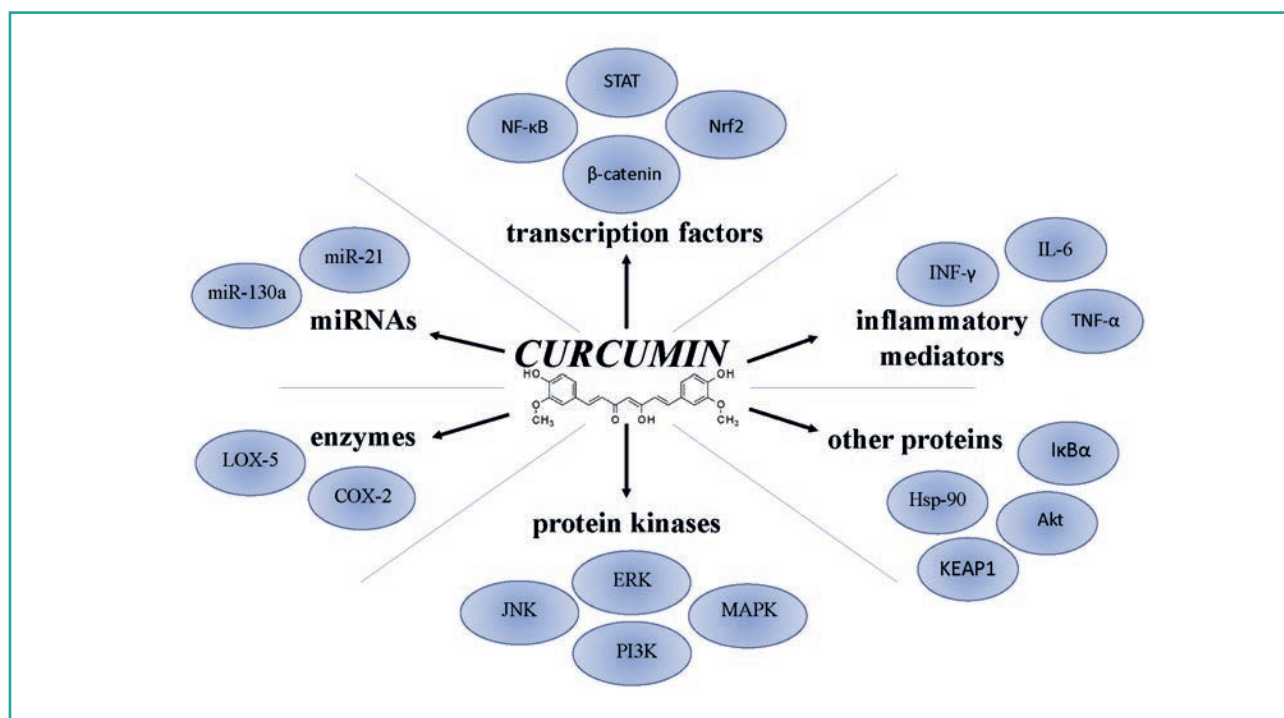 STAT
NF-κB
Nrf2
β-catenin
transcription factors
miR-21
miR-130a
miRNAs
INF-γ
IL-6
TNF-α
inflammatory
mediators
CURCUMIN
HO
O
CH₃
O
OH
OH
O
CH₃
enzymes
LOX-5
COX-2
other proteins
IκBα
Hsp-90
Akt
KEAP1
protein kinases
ERK
JNK
MAPK
PI3K